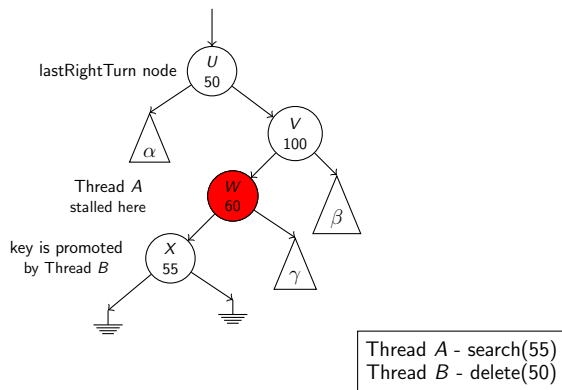 U
50
lastRightTurn node
V
100
α
Thread A
stalled here
W
60
β
key is promoted
by Thread B
X
55
γ
Thread A - search(55)
Thread B - delete(50)